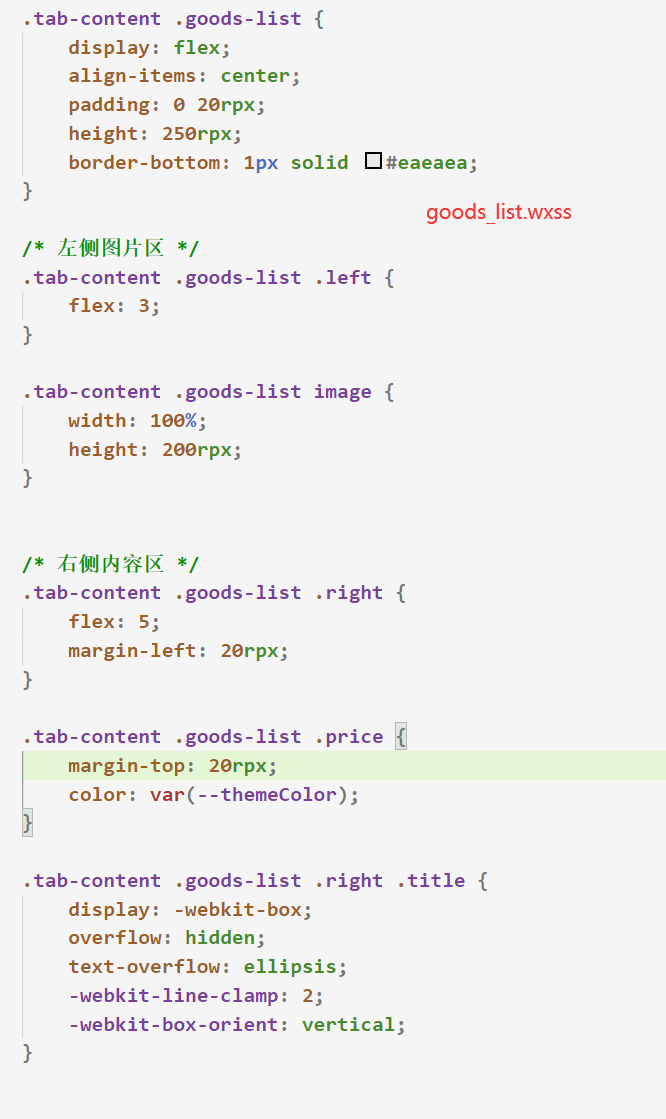 .tab-content .goods-list {
    display: flex;
    align-items: center;
    padding: 0 20rpx;
    height: 250rpx;
    border-bottom: 1px solid #eaeaea;
}
goods_list.wxss
/* 左侧图片区 */
.tab-content .goods-list .left {
    flex: 3;
}
.tab-content .goods-list image {
    width: 100%;
    height: 200rpx;
}
/* 右侧内容区 */
.tab-content .goods-list .right {
    flex: 5;
    margin-left: 20rpx;
}
.tab-content .goods-list .price {
    margin-top: 20rpx;
    color: var(--themeColor);
}
.tab-content .goods-list .right .title {
    display: -webkit-box;
    overflow: hidden;
    text-overflow: ellipsis;
    -webkit-line-clamp: 2;
    -webkit-box-orient: vertical;
}